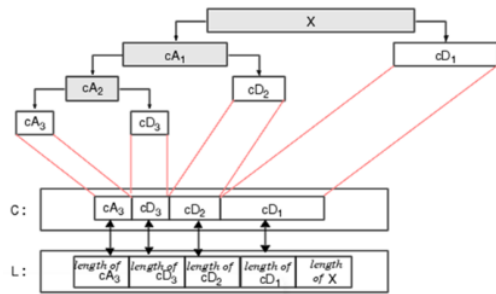 X
cA1 cD1
cA2 cD2
cA3 cD3
C: cA3 cD3 cD2 cD1
L: length of cA3 length of cD3 length of cD2 length of cD1 length of X